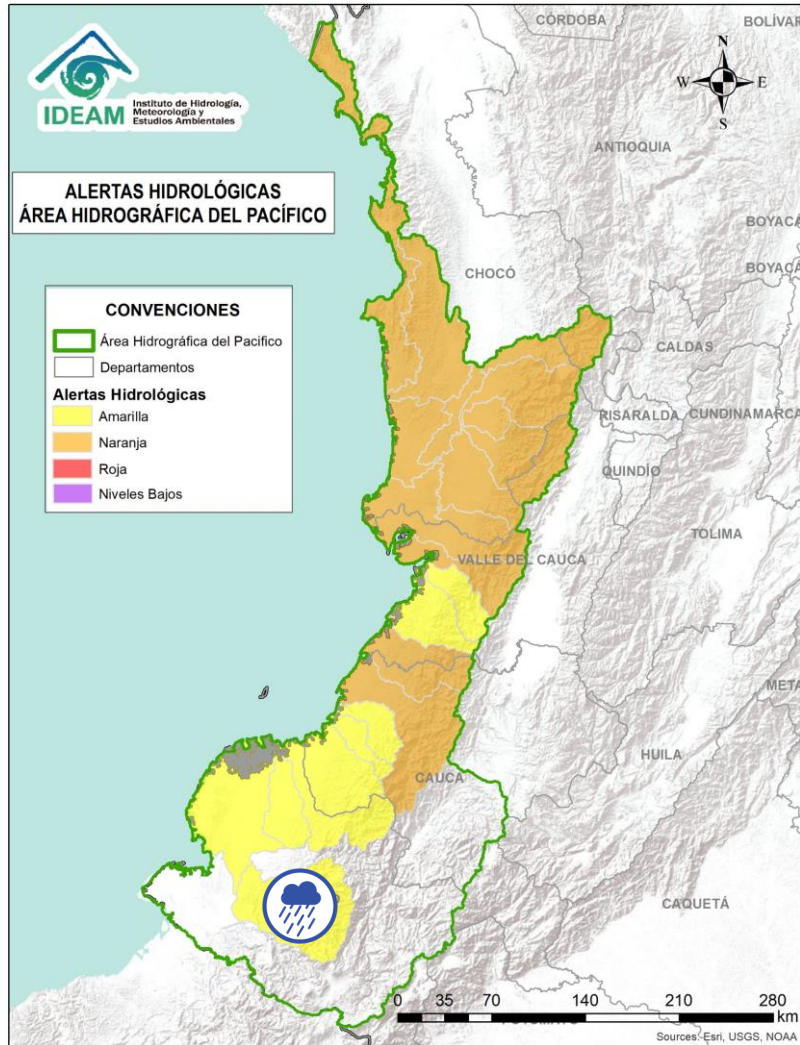 IDEAM
Instituto de Hidrología,
Meteorología y
Estudios Ambientales
ALERTAS HIDROLÓGICAS
ÁREA HIDROGRÁFICA DEL PACÍFICO
CONVENCIONES
Área Hidrográfica del Pacifico
Departamentos
Alertas Hidrológicas
Amarilla
Naranja
Roja
Niveles Bajos
N
W E
S
CÓRDOBA
BOLÍVAR
ANTIOQUIA
BOYACÁ
BOYACÁ
CHOCÓ
CALDAS
RISARALDA
CUNDINAMARCA
QUINDÍO
TOLIMA
VALLE DEL CAUCA
META
HUILA
CAUCA
CAQUETÁ
0 35 70 140 210 280
km
Sources: Esri, USGS, NOAA